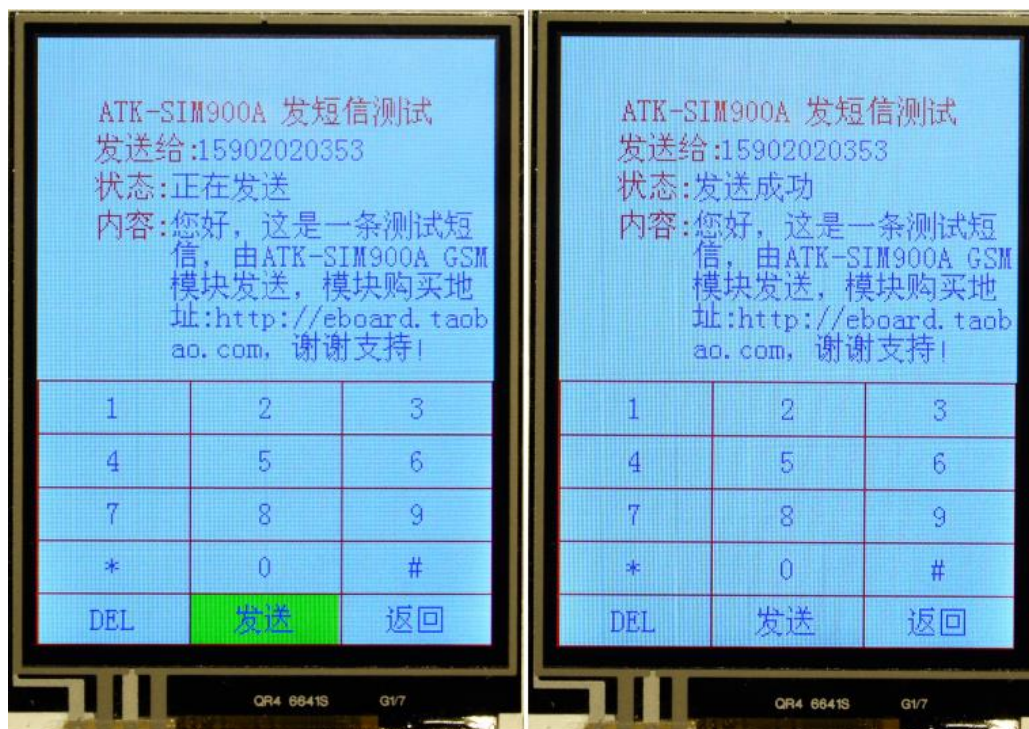 ATK-SIM900A 发短信测试
发送给:15902020353
状态:正在发送
内容:您好，这是一条测试短
信，由ATK-SIM900A GSM
模块发送，模块购买地
址:http://eboard.taob
ao.com，谢谢支持!
1 2 3
4 5 6
7 8 9
* 0 #
DEL 发送 返回
QR4 6641S G1/7
ATK-SIM900A 发短信测试
发送给:15902020353
状态:发送成功
内容:您好，这是一条测试短
信，由ATK-SIM900A GSM
模块发送，模块购买地
址:http://eboard.taob
ao.com，谢谢支持!
1 2 3
4 5 6
7 8 9
* 0 #
DEL 发送 返回
QR4 6641S G1/7